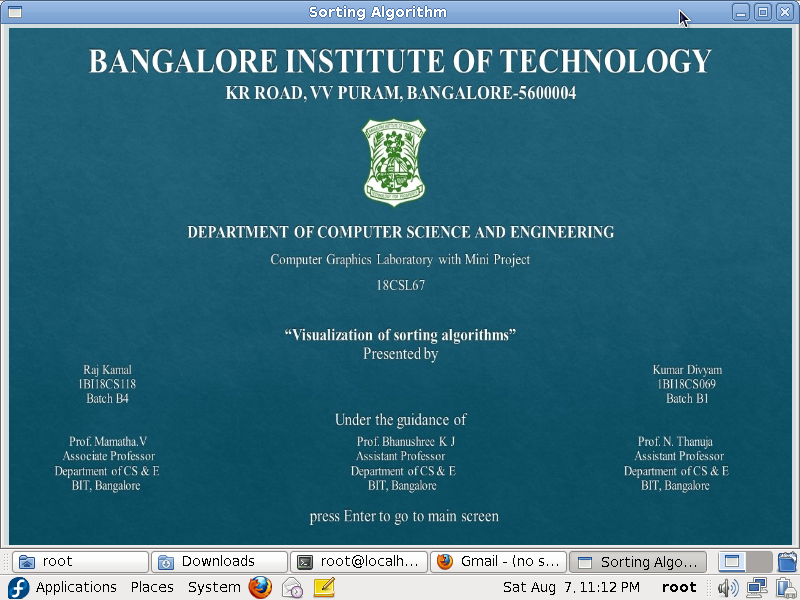 Sorting Algorithm
BANGALORE INSTITUTE OF TECHNOLOGY
KR ROAD, VV PURAM, BANGALORE-5600004
DEPARTMENT OF COMPUTER SCIENCE AND ENGINEERING
Computer Graphics Laboratory with Mini Project
18CSL67
“Visualization of sorting algorithms”
Presented by
Raj Kamal
1BI18CS118
Batch B4
Kumar Divyam
1BI18CS069
Batch B1
Under the guidance of
Prof. Mamatha.V
Associate Professor
Department of CS & E
BIT, Bangalore
Prof. Bhanushree K J
Assistant Professor
Department of CS & E
BIT, Bangalore
Prof. N. Thanuja
Assistant Professor
Department of CS & E
BIT, Bangalore
press Enter to go to main screen
root
Downloads
root@localh...
Gmail - (no s...
Sorting Algo...
Applications Places System
Sat Aug 7, 11:12 PM
root